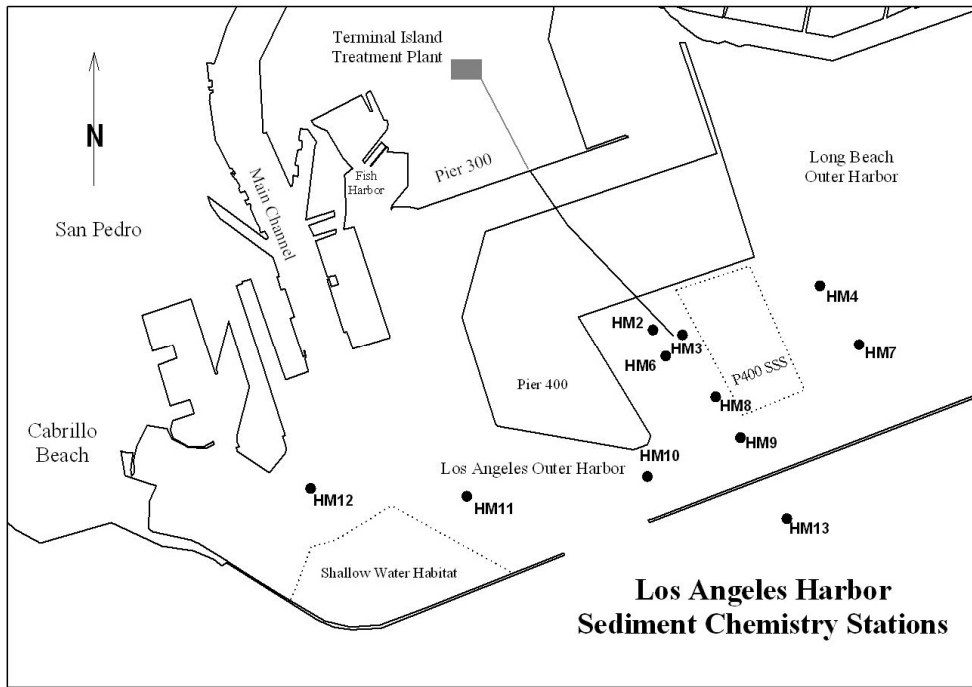 Terminal Island
Treatment Plant
N
Fish
Harbor
Pier 300
Long Beach
Outer Harbor
Main Channel
San Pedro
HM4
HM2
HM3
HM7
HM6
P400 SSS
Pier 400
HM8
Cabrillo
Beach
HM9
HM10
Los Angeles Outer Harbor
HM12
HM11
HM13
Shallow Water Habitat
Los Angeles Harbor
Sediment Chemistry Stations